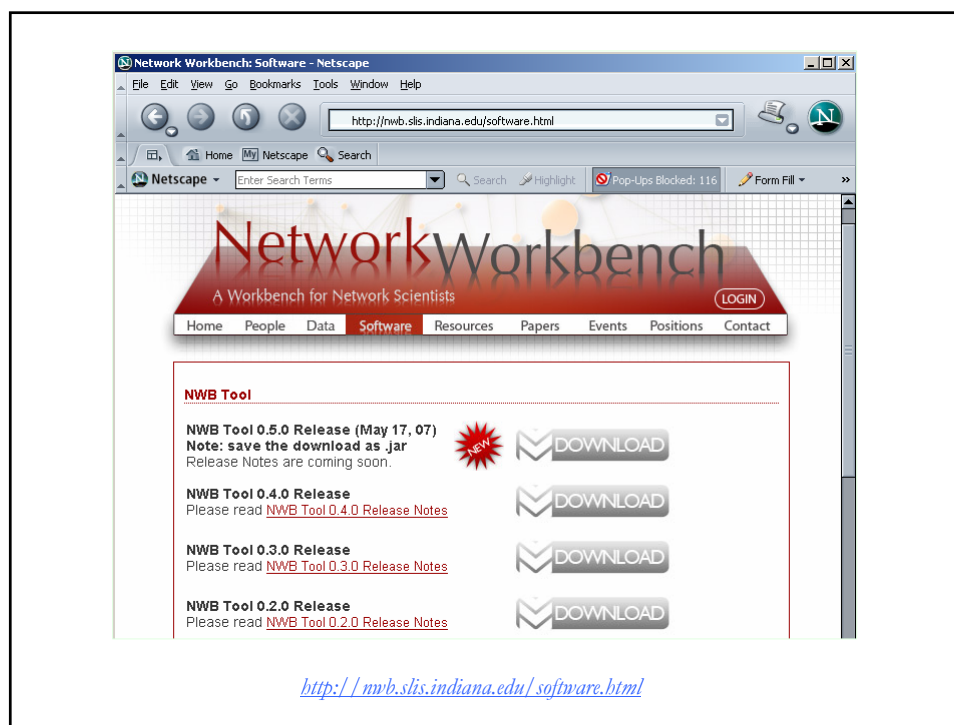 Network Workbench: Software - Netscape
File Edit View Go Bookmarks Tools Window Help
http://nwb.slis.indiana.edu/software.html
N
Home My Netscape Search
N Netscape Enter Search Terms Search Highlight Pop-Ups Blocked: 116 Form Fill »
NetworkWorkbench
A Workbench for Network Scientists
LOGIN
Home People Data Software Resources Papers Events Positions Contact
NWB Tool
NWB Tool 0.5.0 Release (May 17, 07)
Note: save the download as .jar
Release Notes are coming soon.
NEW
DOWNLOAD
NWB Tool 0.4.0 Release
Please read NWB Tool 0.4.0 Release Notes
DOWNLOAD
NWB Tool 0.3.0 Release
Please read NWB Tool 0.3.0 Release Notes
DOWNLOAD
NWB Tool 0.2.0 Release
Please read NWB Tool 0.2.0 Release Notes
DOWNLOAD
http://nwb.slis.indiana.edu/software.html